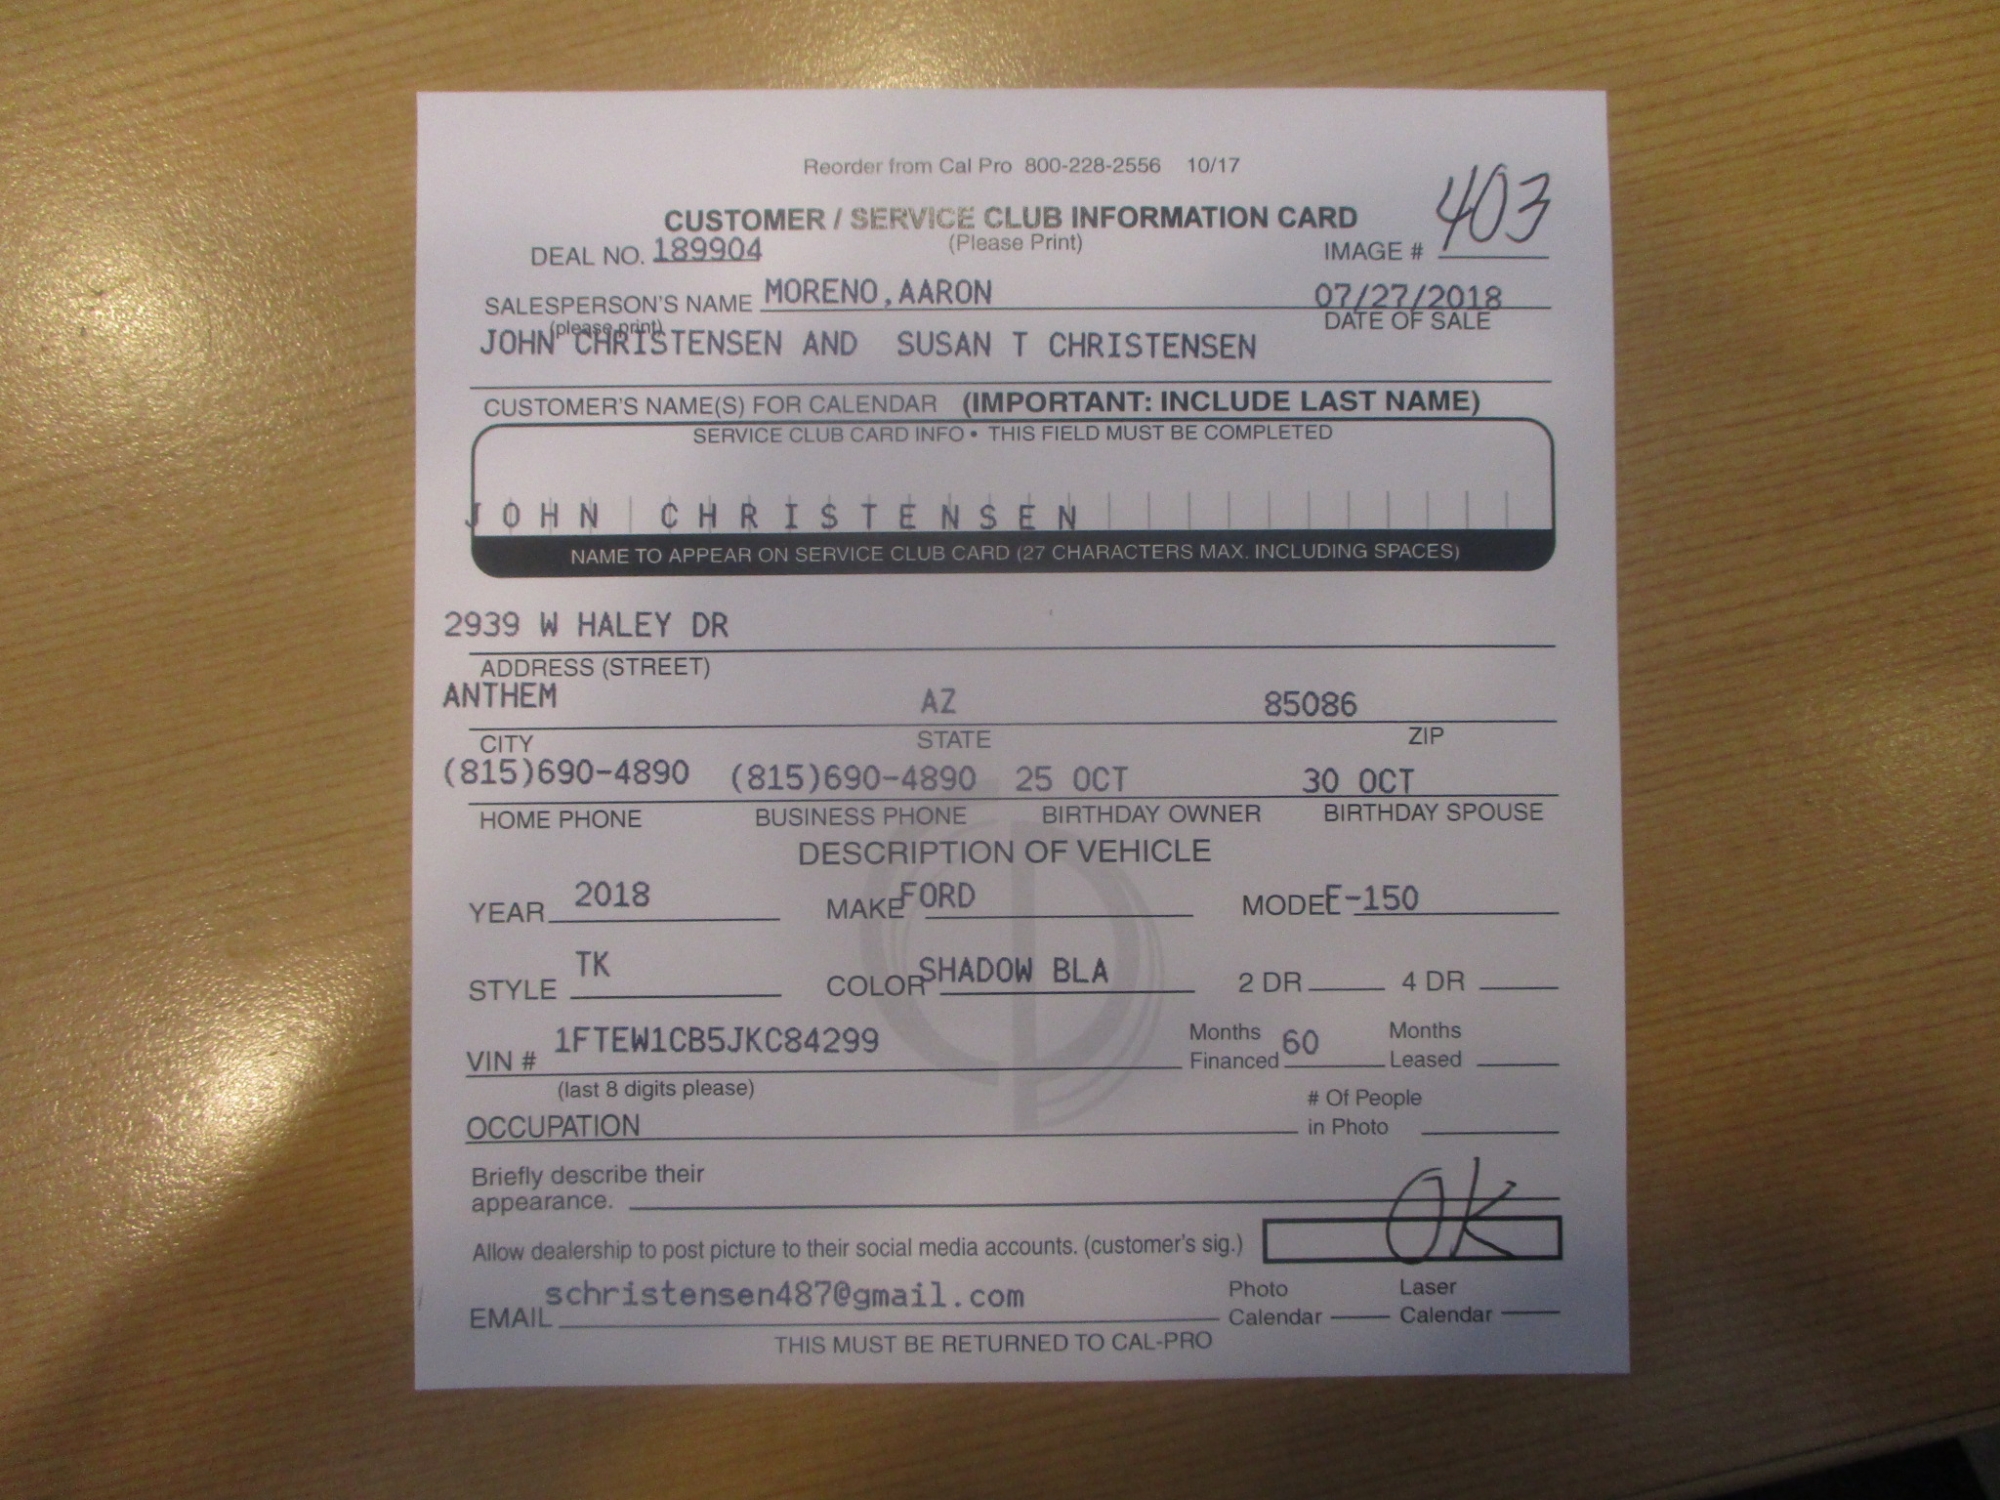 Reorder from Cal Pro 800-228-2556 10/17
403
CUSTOMER / SERVICE CLUB INFORMATION CARD
(Please Print)
DEAL NO. 189904
IMAGE #
SALESPERSON'S NAME MORENO,AARON
07/27/2018
(please print)
DATE OF SALE
JOHN CHRISTENSEN AND SUSAN T CHRISTENSEN
CUSTOMER'S NAME(S) FOR CALENDAR (IMPORTANT: INCLUDE LAST NAME)
SERVICE CLUB CARD INFO • THIS FIELD MUST BE COMPLETED
JOHN CHRISTENSEN
NAME TO APPEAR ON SERVICE CLUB CARD (27 CHARACTERS MAX. INCLUDING SPACES)
2939 W HALEY DR
ADDRESS (STREET)
ANTHEM AZ 85086
CITY STATE ZIP
(815)690-4890 (815)690-4890 25 OCT 30 OCT
HOME PHONE BUSINESS PHONE BIRTHDAY OWNER BIRTHDAY SPOUSE
DESCRIPTION OF VEHICLE
YEAR 2018 MAKE FORD MODEL F-150
STYLE TK COLOR SHADOW BLA 2 DR 4 DR
VIN # 1FTEW1CB5JKC84299 Months Financed 60 Months Leased
(last 8 digits please)
OCCUPATION # Of People in Photo
Briefly describe their
appearance.
OK
Allow dealership to post picture to their social media accounts. (customer's sig.)
EMAIL schristensen487@gmail.com Photo Calendar Laser Calendar
THIS MUST BE RETURNED TO CAL-PRO